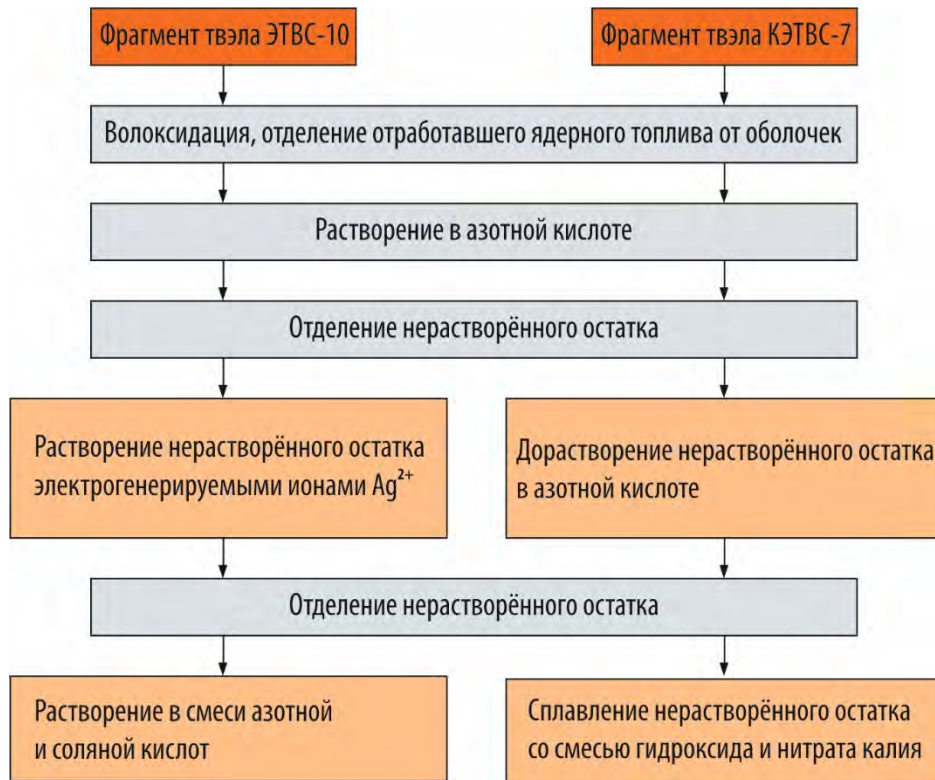 Фрагмент твэла ЭТВС-10
Фрагмент твэла КЭТВС-7
Волоксидация, отделение отработавшего ядерного топлива от оболочек
Растворение в азотной кислоте
Отделение нерастворённого остатка
Растворение нерастворённого остатка
электрогенерируемыми ионами Ag²⁺
Дорастворение нерастворённого остатка
в азотной кислоте
Отделение нерастворённого остатка
Растворение в смеси азотной
и соляной кислот
Сплавление нерастворённого остатка
со смесью гидроксида и нитрата калия